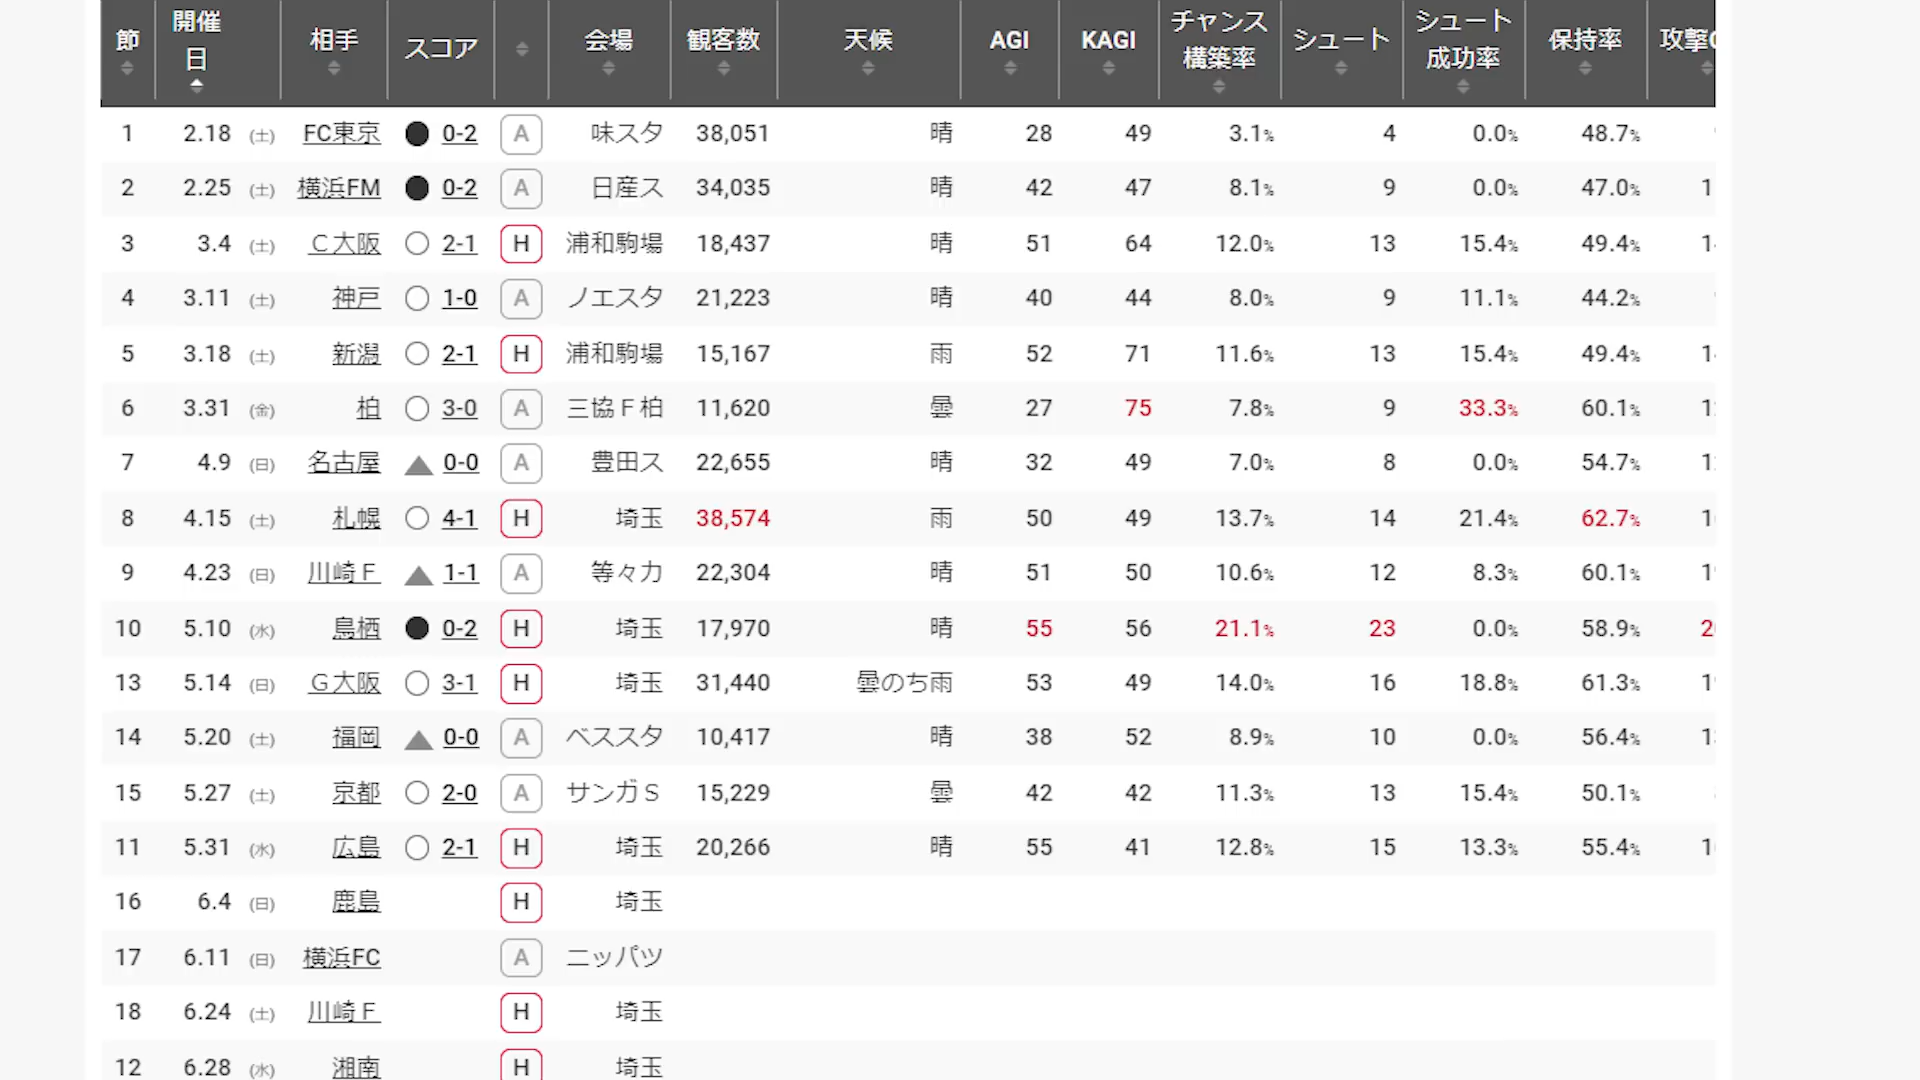 節 開催日 相手 スコア 会場 観客数 天候 AGI KAGI チャンス構築率 シュート シュート成功率 保持率 攻撃
1 2.18 (土) FC東京 ● 0-2 A 味スタ 38,051 晴 28 49 3.1% 4 0.0% 48.7%
2 2.25 (土) 横浜FM ● 0-2 A 日産ス 34,035 晴 42 47 8.1% 9 0.0% 47.0% 1
3 3.4 (土) C大阪 ○ 2-1 H 浦和駒場 18,437 晴 51 64 12.0% 13 15.4% 49.4% 1
4 3.11 (土) 神戸 ○ 1-0 A ノエスタ 21,223 晴 40 44 8.0% 9 11.1% 44.2%
5 3.18 (土) 新潟 ○ 2-1 H 浦和駒場 15,167 雨 52 71 11.6% 13 15.4% 49.4% 1
6 3.31 (金) 柏 ○ 3-0 A 三協F柏 11,620 曇 27 75 7.8% 9 33.3% 60.1% 1
7 4.9 (日) 名古屋 ▲ 0-0 A 豊田ス 22,655 晴 32 49 7.0% 8 0.0% 54.7% 1
8 4.15 (土) 札幌 ○ 4-1 H 埼玉 38,574 雨 50 49 13.7% 14 21.4% 62.7% 1
9 4.23 (日) 川崎F ▲ 1-1 A 等々力 22,304 晴 51 50 10.6% 12 8.3% 60.1% 1
10 5.10 (水) 鳥栖 ● 0-2 H 埼玉 17,970 晴 55 56 21.1% 23 0.0% 58.9% 2
13 5.14 (日) G大阪 ○ 3-1 H 埼玉 31,440 曇のち雨 53 49 14.0% 16 18.8% 61.3% 1
14 5.20 (土) 福岡 ▲ 0-0 A ベススタ 10,417 晴 38 52 8.9% 10 0.0% 56.4% 1
15 5.27 (土) 京都 ○ 2-0 A サンガS 15,229 曇 42 42 11.3% 13 15.4% 50.1%
11 5.31 (水) 広島 ○ 2-1 H 埼玉 20,266 晴 55 41 12.8% 15 13.3% 55.4% 1
16 6.4 (日) 鹿島 H 埼玉
17 6.11 (日) 横浜FC A ニッパツ
18 6.24 (土) 川崎F H 埼玉
12 6.28 (水) 湘南 H 埼玉